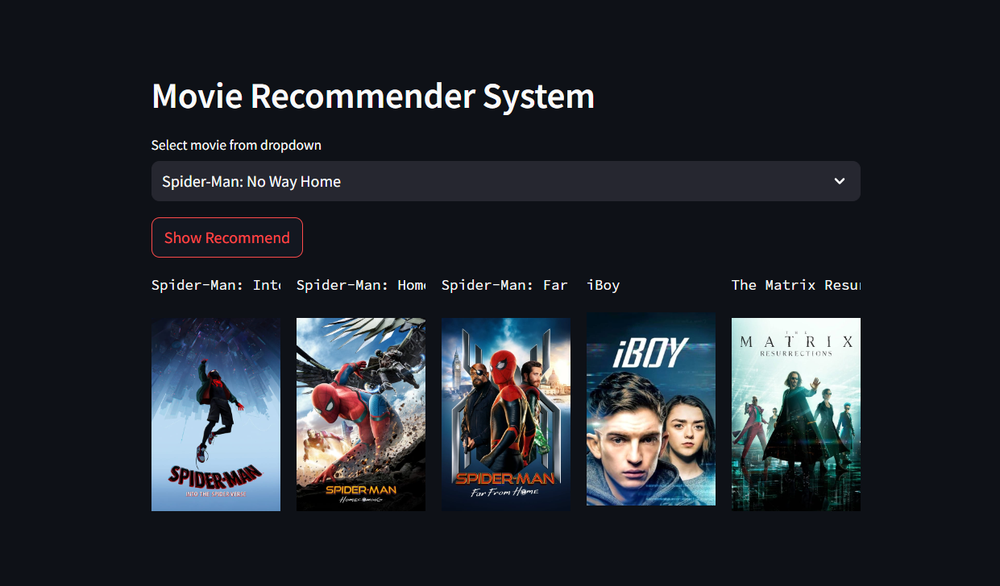 Movie Recommender System
Select movie from dropdown
Spider-Man: No Way Home
Show Recommend
Spider-Man: Into
Spider-Man: Home
Spider-Man: Far
iBoy
The Matrix Resur
SPIDER-MAN
INTO THE SPIDER-VERSE
SPIDER-MAN
HOMECOMING
SPIDER-MAN
Far From Home
iBOY
THE
MATRIX
RESURRECTIONS